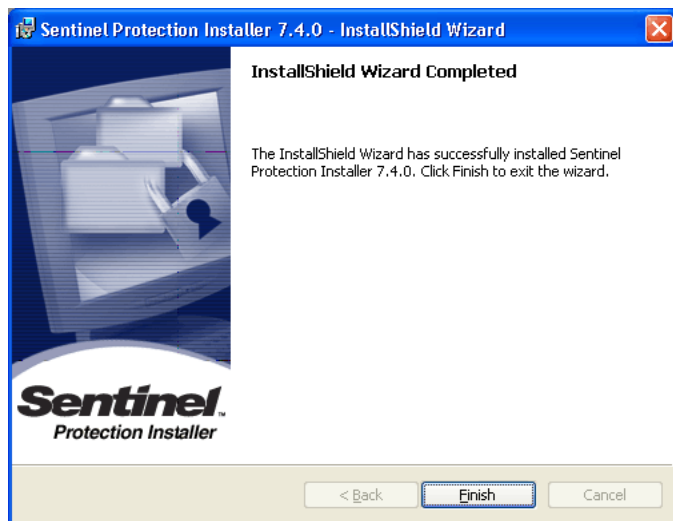 Sentinel Protection Installer 7.4.0 - InstallShield Wizard
InstallShield Wizard Completed
The InstallShield Wizard has successfully installed Sentinel
Protection Installer 7.4.0. Click Finish to exit the wizard.
Sentinel™
Protection Installer
< Back
Finish
Cancel